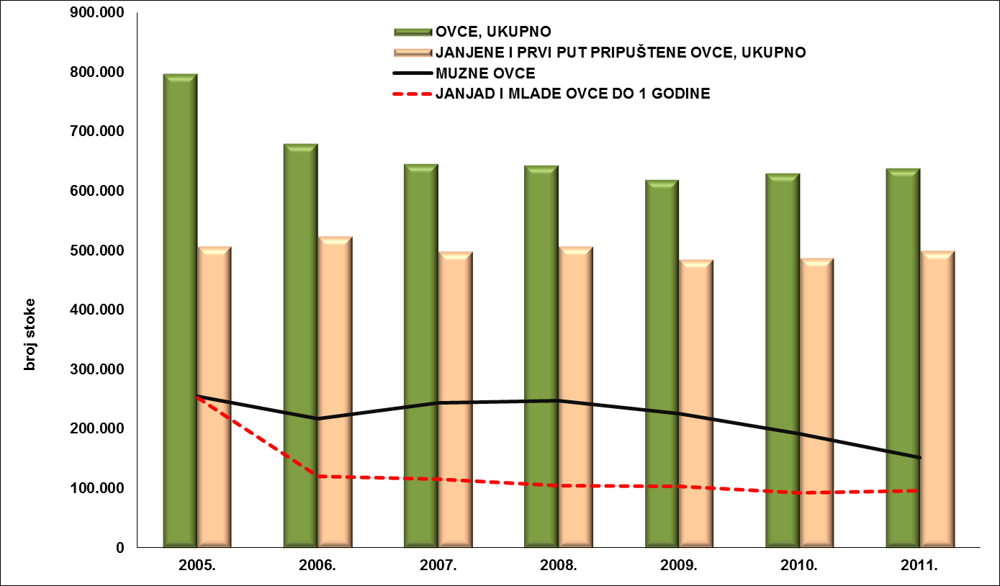 900.000
800.000
700.000
600.000
500.000
400.000
300.000
200.000
100.000
0
broj stoke
OVCE, UKUPNO
JANJENE I PRVI PUT PRIPUŠTENE OVCE, UKUPNO
MUZNE OVCE
JANJAD I MLADE OVCE DO 1 GODINE
2005. 2006. 2007. 2008. 2009. 2010. 2011.